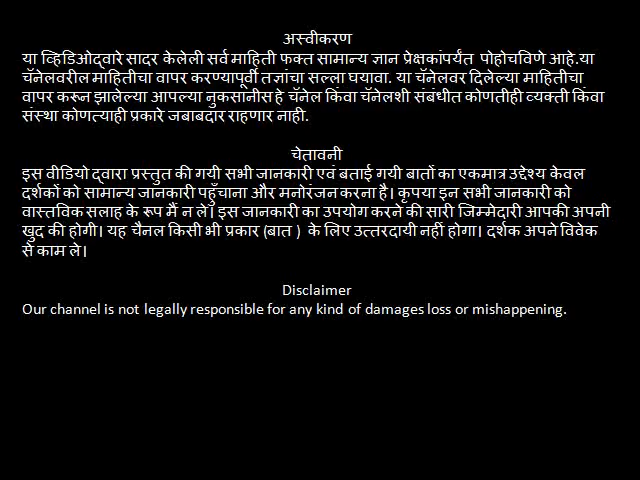 अस्वीकरण
या व्हिडिओद्वारे सादर केलेली सर्व माहिती फक्त सामान्य ज्ञान प्रेक्षकांपर्यंत पोहोचविणे आहे.या
चॅनेलवरील माहितीचा वापर करण्यापूर्वी तज्ञांचा सल्ला घयावा. या चॅनेलवर दिलेल्या माहितीचा
वापर करून झालेल्या आपल्या नुकसानीस हे चॅनेल किंवा चॅनेलशी संबंधीत कोणतीही व्यक्ती किंवा
संस्था कोणत्याही प्रकारे जबाबदार राहणार नाही.
चेतावनी
इस वीडियो द्वारा प्रस्तुत की गयी सभी जानकारी एवं बताई गयी बातों का एकमात्र उद्देश्य केवल
दर्शकों को सामान्य जानकारी पहुँचाना और मनोरंजन करना है। कृपया इन सभी जानकारी को
वास्तविक सलाह के रूप मैं न ले। इस जानकारी का उपयोग करने की सारी जिम्मेदारी आपकी अपनी
खुद की होगी। यह चैनल किसी भी प्रकार (बात ) के लिए उत्तरदायी नहीं होगा। दर्शक अपने विवेक
से काम ले।
Disclaimer
Our channel is not legally responsible for any kind of damages loss or mishappening.